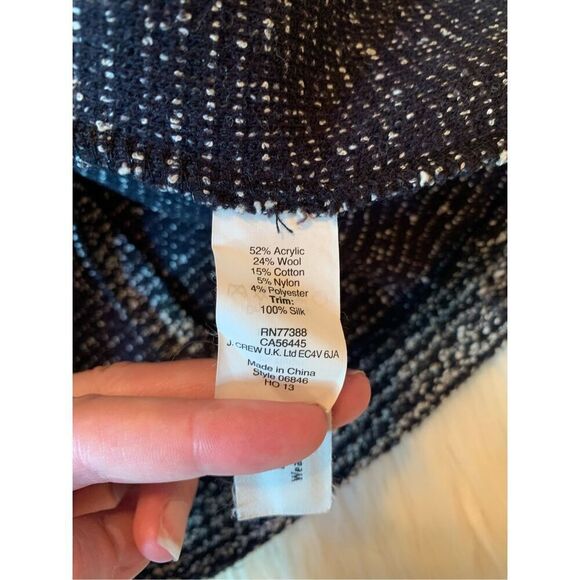 52% Acrylic
24% Wool
15% Cotton
5% Nylon
4% Polyester
Trim:
100% Silk
RN77388
CA56445
J. CREW U.K. Ltd EC4V 6JA
Made in China
Style 06846
HO 13